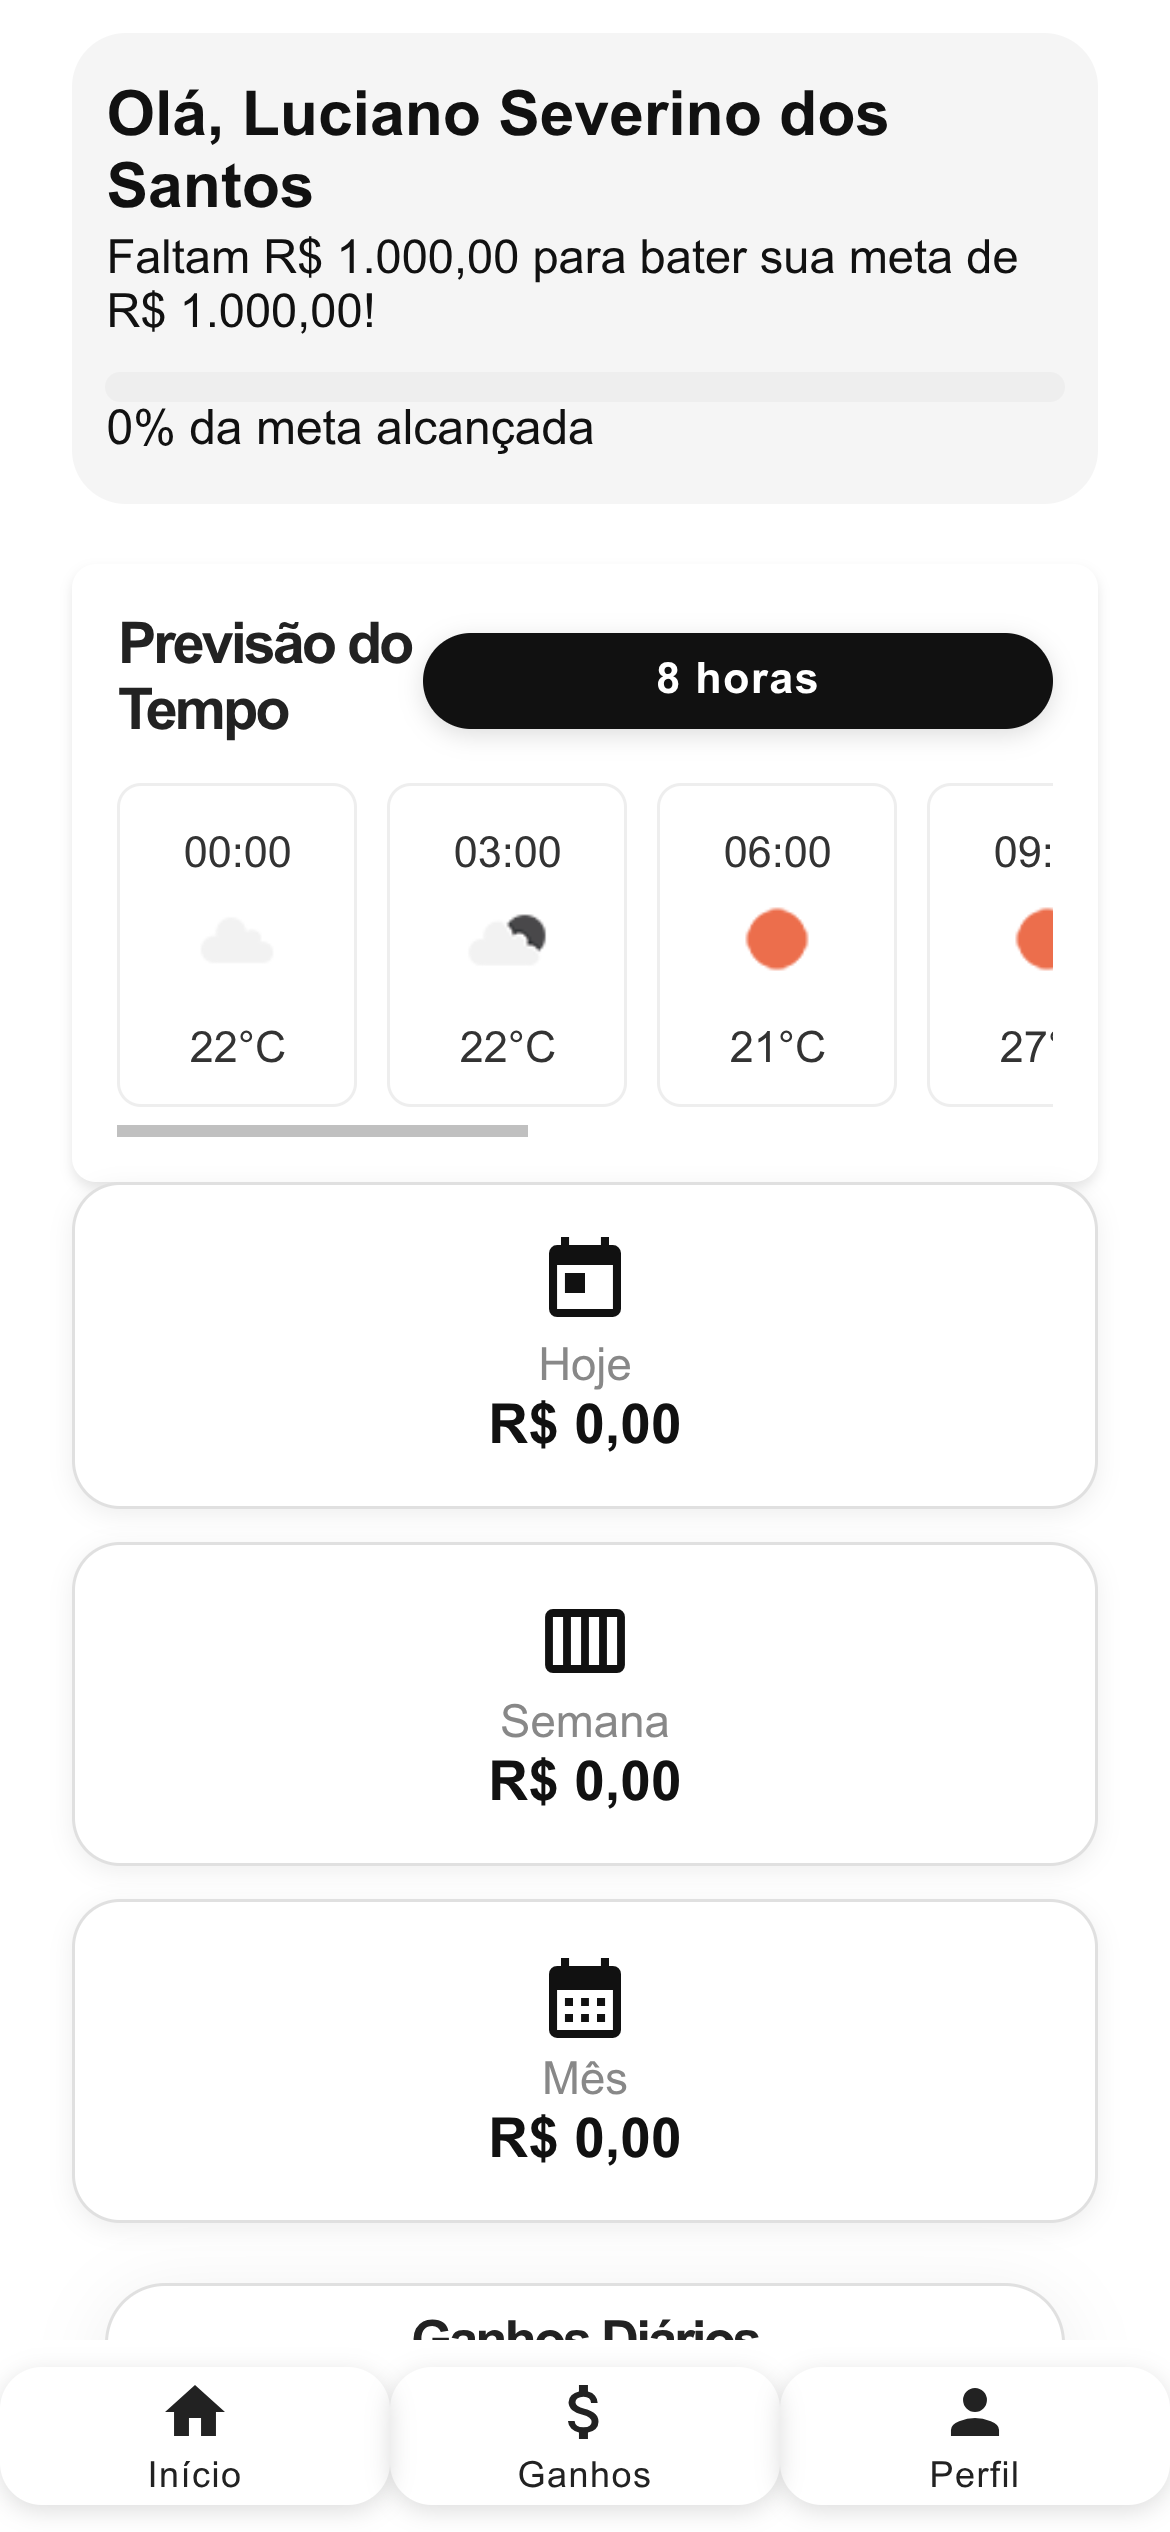 Olá, Luciano Severino dos
Santos
Faltam R$ 1.000,00 para bater sua meta de
R$ 1.000,00!
0% da meta alcançada
Previsão do
Tempo
8 horas
00:00
03:00
06:00
09:
22°C
22°C
21°C
27°
Hoje
R$ 0,00
Semana
R$ 0,00
Mês
R$ 0,00
Ganhos Diários
Início
Ganhos
Perfil